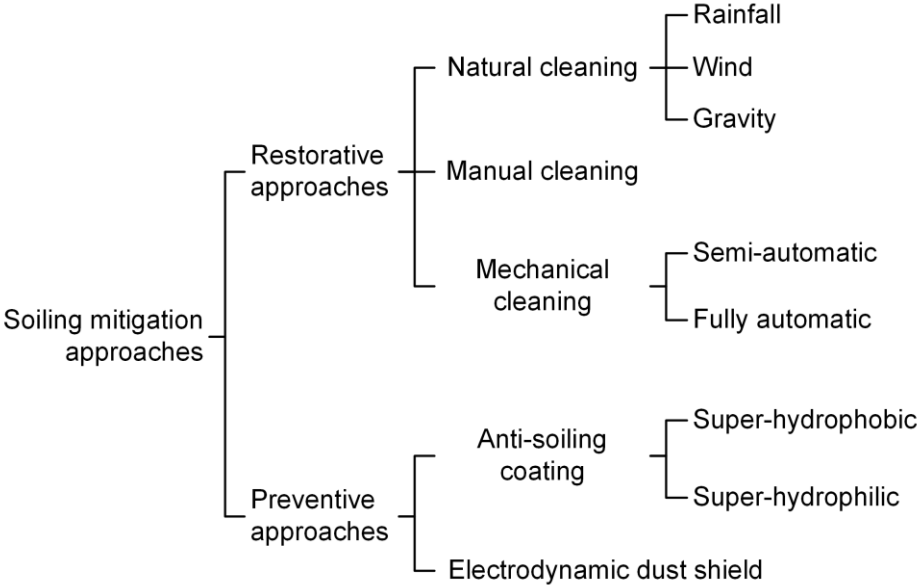 Soiling mitigation
approaches
Restorative
approaches
Natural cleaning
Rainfall
Wind
Gravity
Manual cleaning
Mechanical
cleaning
Semi-automatic
Fully automatic
Preventive
approaches
Anti-soiling
coating
Super-hydrophobic
Super-hydrophilic
Electrodynamic dust shield